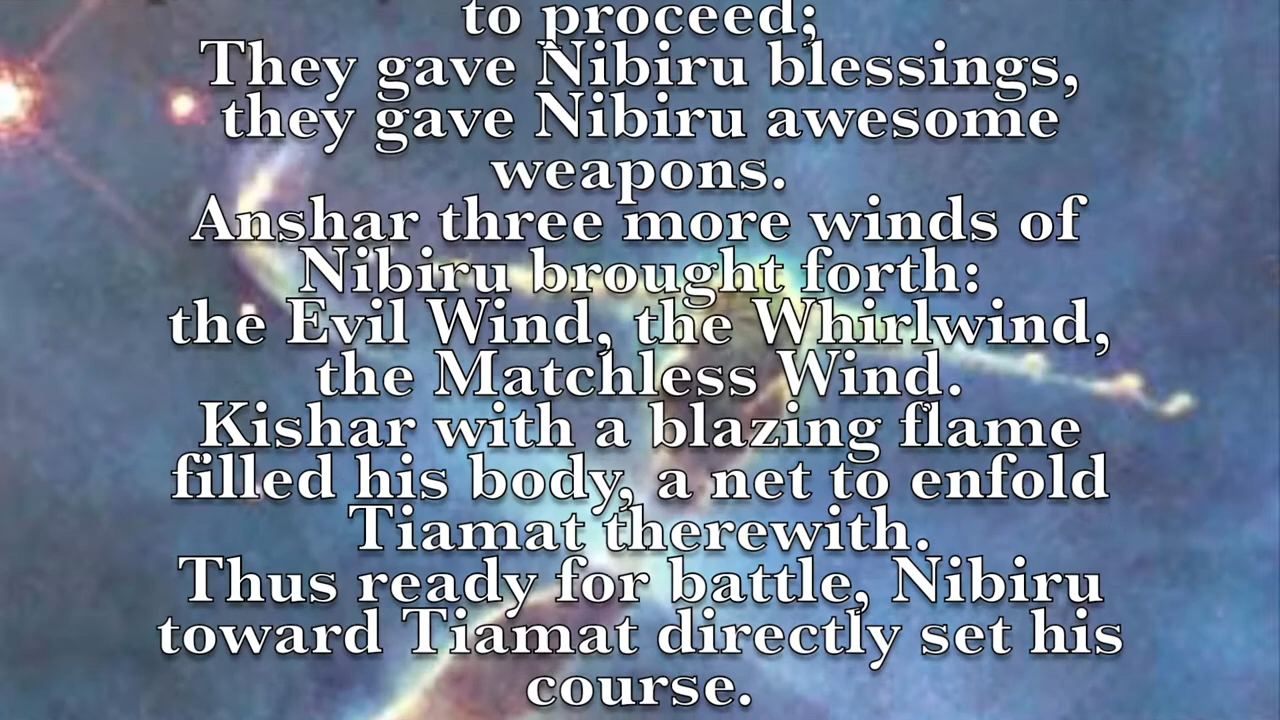 to proceed;
They gave Nibiru blessings,
they gave Nibiru awesome
weapons.
Anshar three more winds of
Nibiru brought forth:
the Evil Wind, the Whirlwind,
the Matchless Wind.
Kishar with a blazing flame
filled his body, a net to enfold
Tiamat therewith.
Thus ready for battle, Nibiru
toward Tiamat directly set his
course.